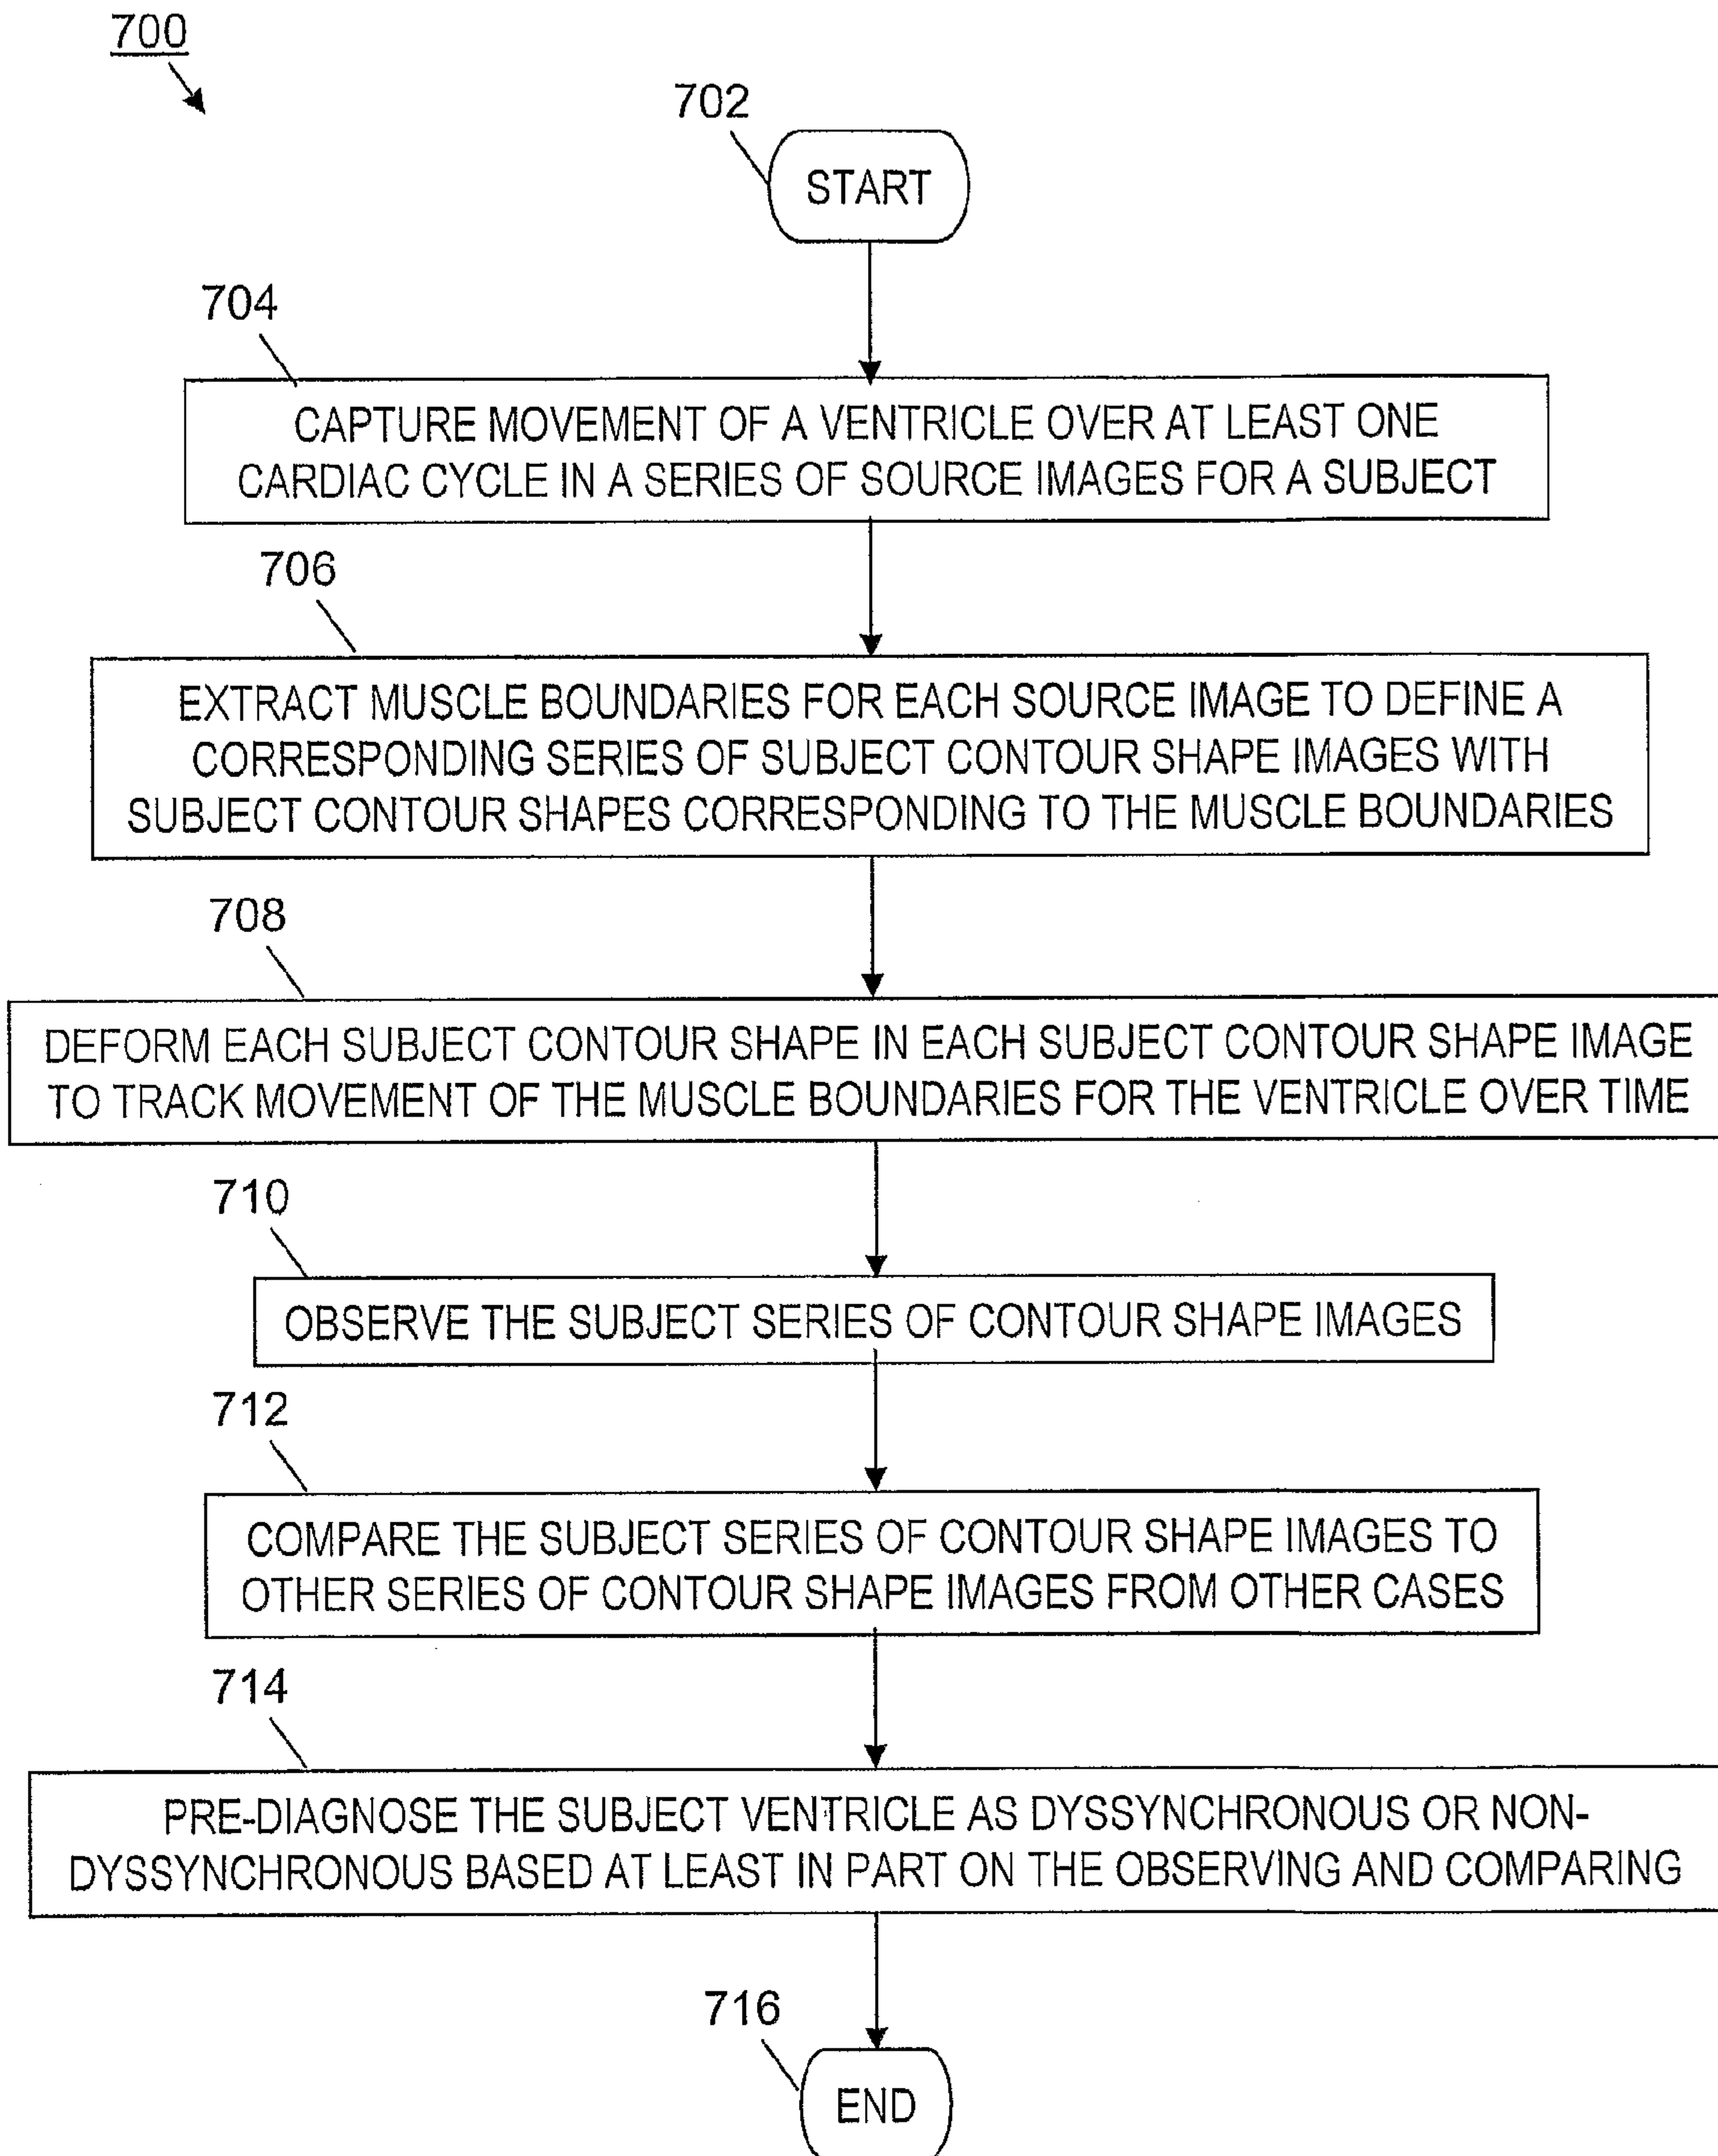 700
702
START
704
CAPTURE MOVEMENT OF A VENTRICLE OVER AT LEAST ONE
CARDIAC CYCLE IN A SERIES OF SOURCE IMAGES FOR A SUBJECT
706
EXTRACT MUSCLE BOUNDARIES FOR EACH SOURCE IMAGE TO DEFINE A
CORRESPONDING SERIES OF SUBJECT CONTOUR SHAPE IMAGES WITH
SUBJECT CONTOUR SHAPES CORRESPONDING TO THE MUSCLE BOUNDARIES
708
DEFORM EACH SUBJECT CONTOUR SHAPE IN EACH SUBJECT CONTOUR SHAPE IMAGE
TO TRACK MOVEMENT OF THE MUSCLE BOUNDARIES FOR THE VENTRICLE OVER TIME
710
OBSERVE THE SUBJECT SERIES OF CONTOUR SHAPE IMAGES
712
COMPARE THE SUBJECT SERIES OF CONTOUR SHAPE IMAGES TO
OTHER SERIES OF CONTOUR SHAPE IMAGES FROM OTHER CASES
714
PRE-DIAGNOSE THE SUBJECT VENTRICLE AS DYSSYNCHRONOUS OR NON-
DYSSYNCHRONOUS BASED AT LEAST IN PART ON THE OBSERVING AND COMPARING
716
END